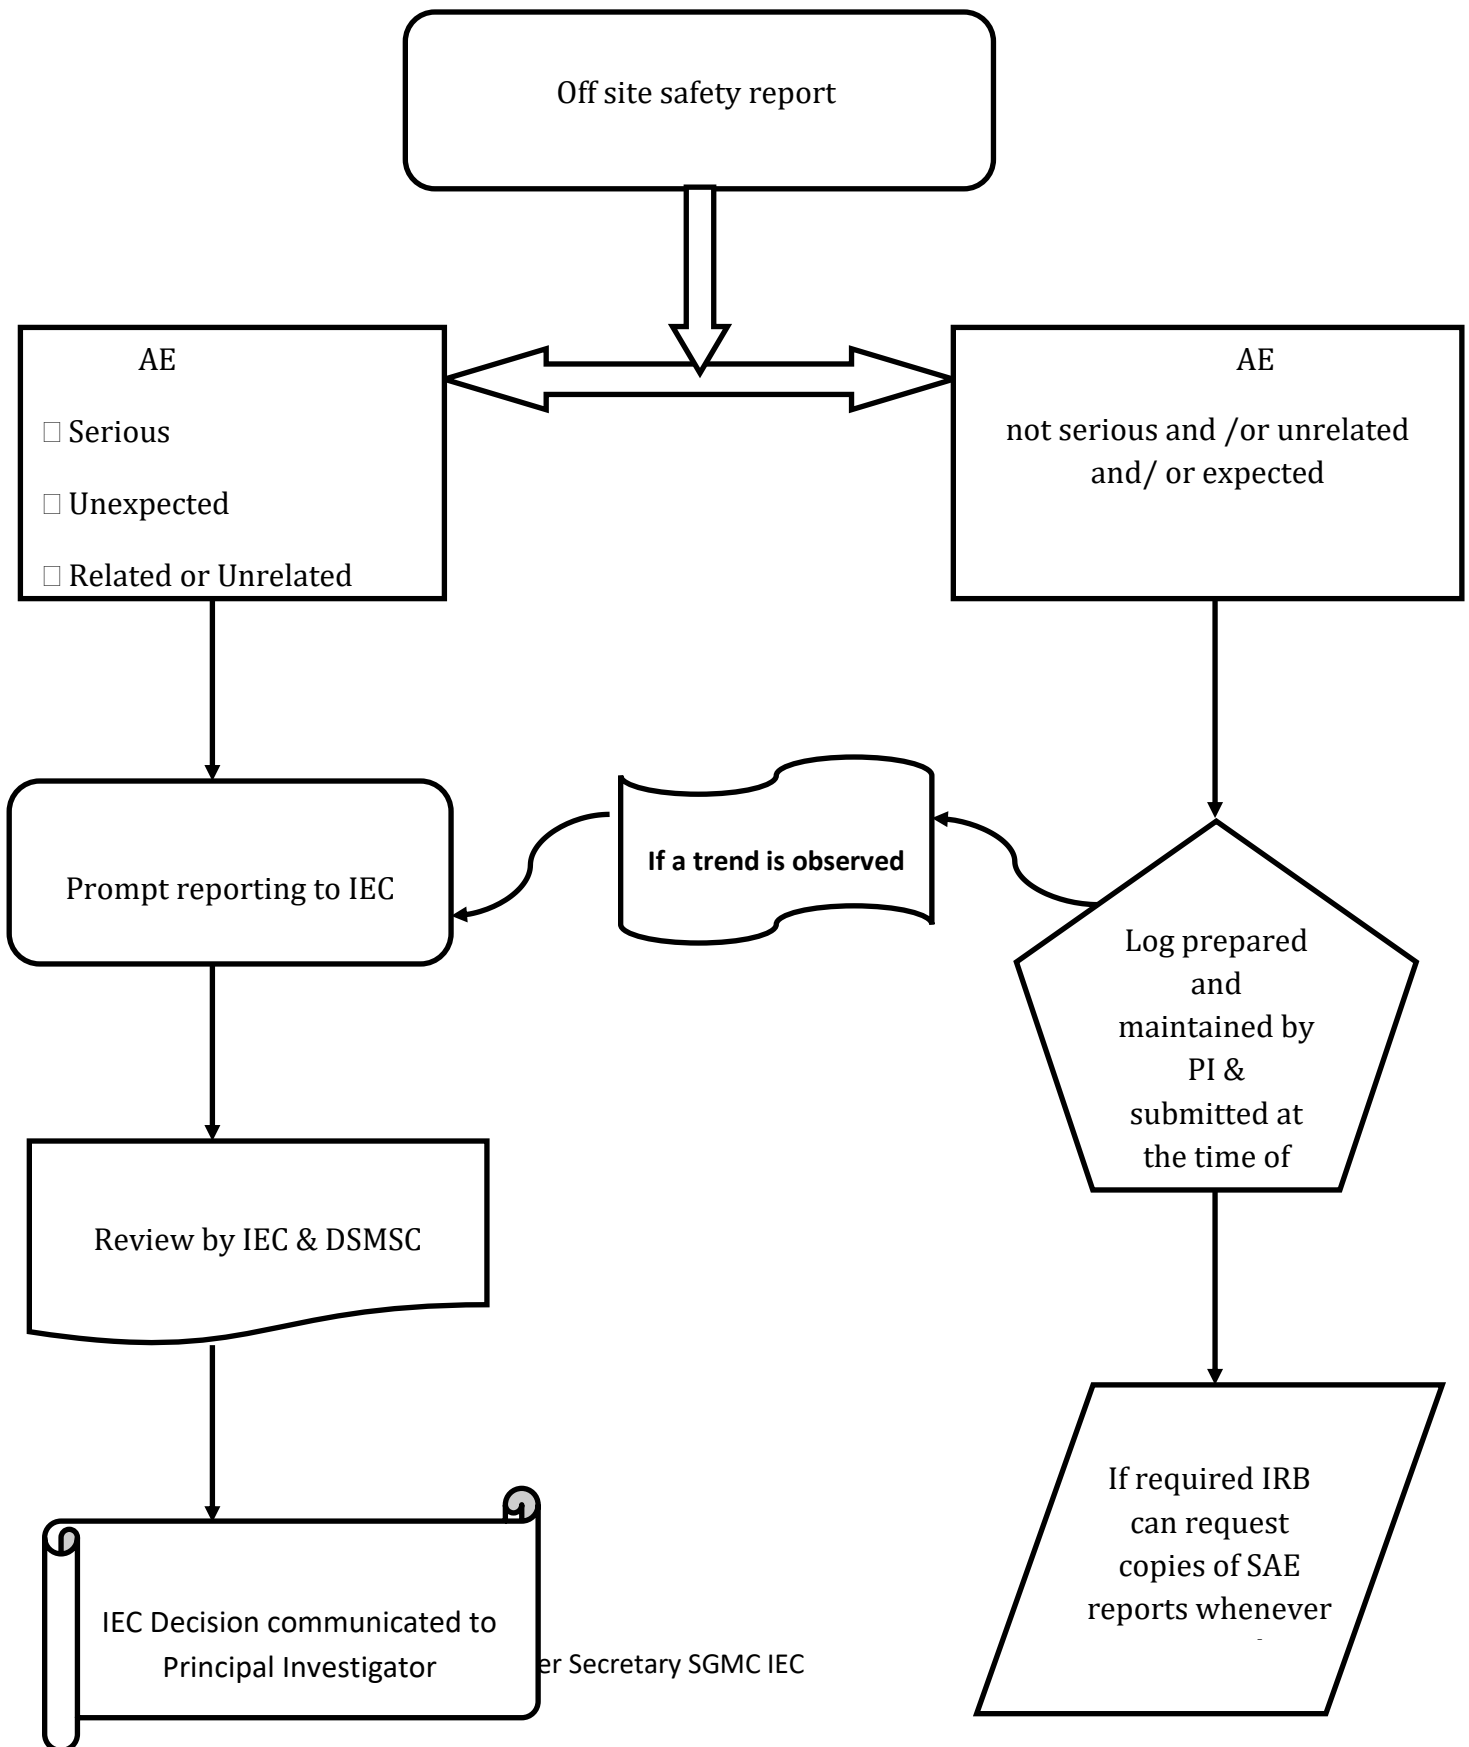 Off site safety report
AE
□ Serious
□ Unexpected
□ Related or Unrelated
AE
not serious and /or unrelated
and/ or expected
If a trend is observed
Prompt reporting to IEC
Log prepared
and
maintained by
PI &
submitted at
the time of
Review by IEC & DSMSC
If required IRB
can request
copies of SAE
reports whenever
IEC Decision communicated to
Principal Investigator
er Secretary SGMC IEC